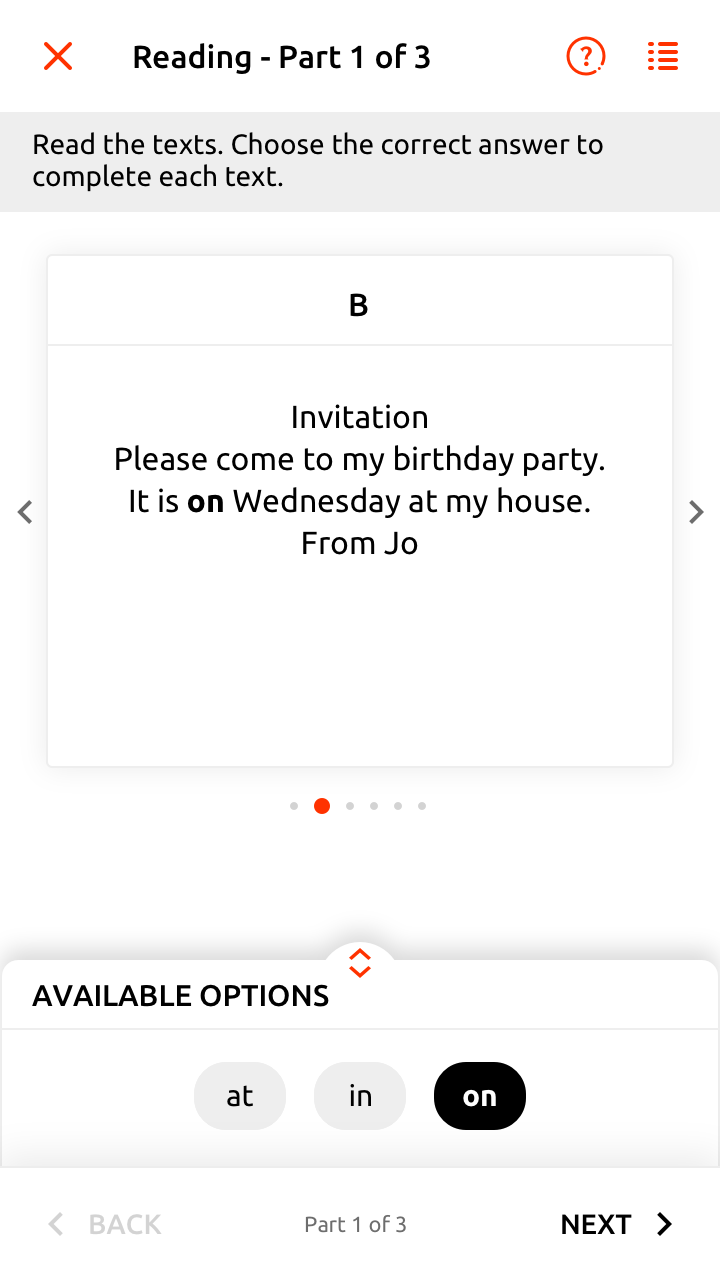 Reading - Part 1 of 3
Read the texts. Choose the correct answer to
complete each text.
B
Invitation
Please come to my birthday party.
It is on Wednesday at my house.
From Jo
AVAILABLE OPTIONS
at
in
on
BACK
Part 1 of 3
NEXT